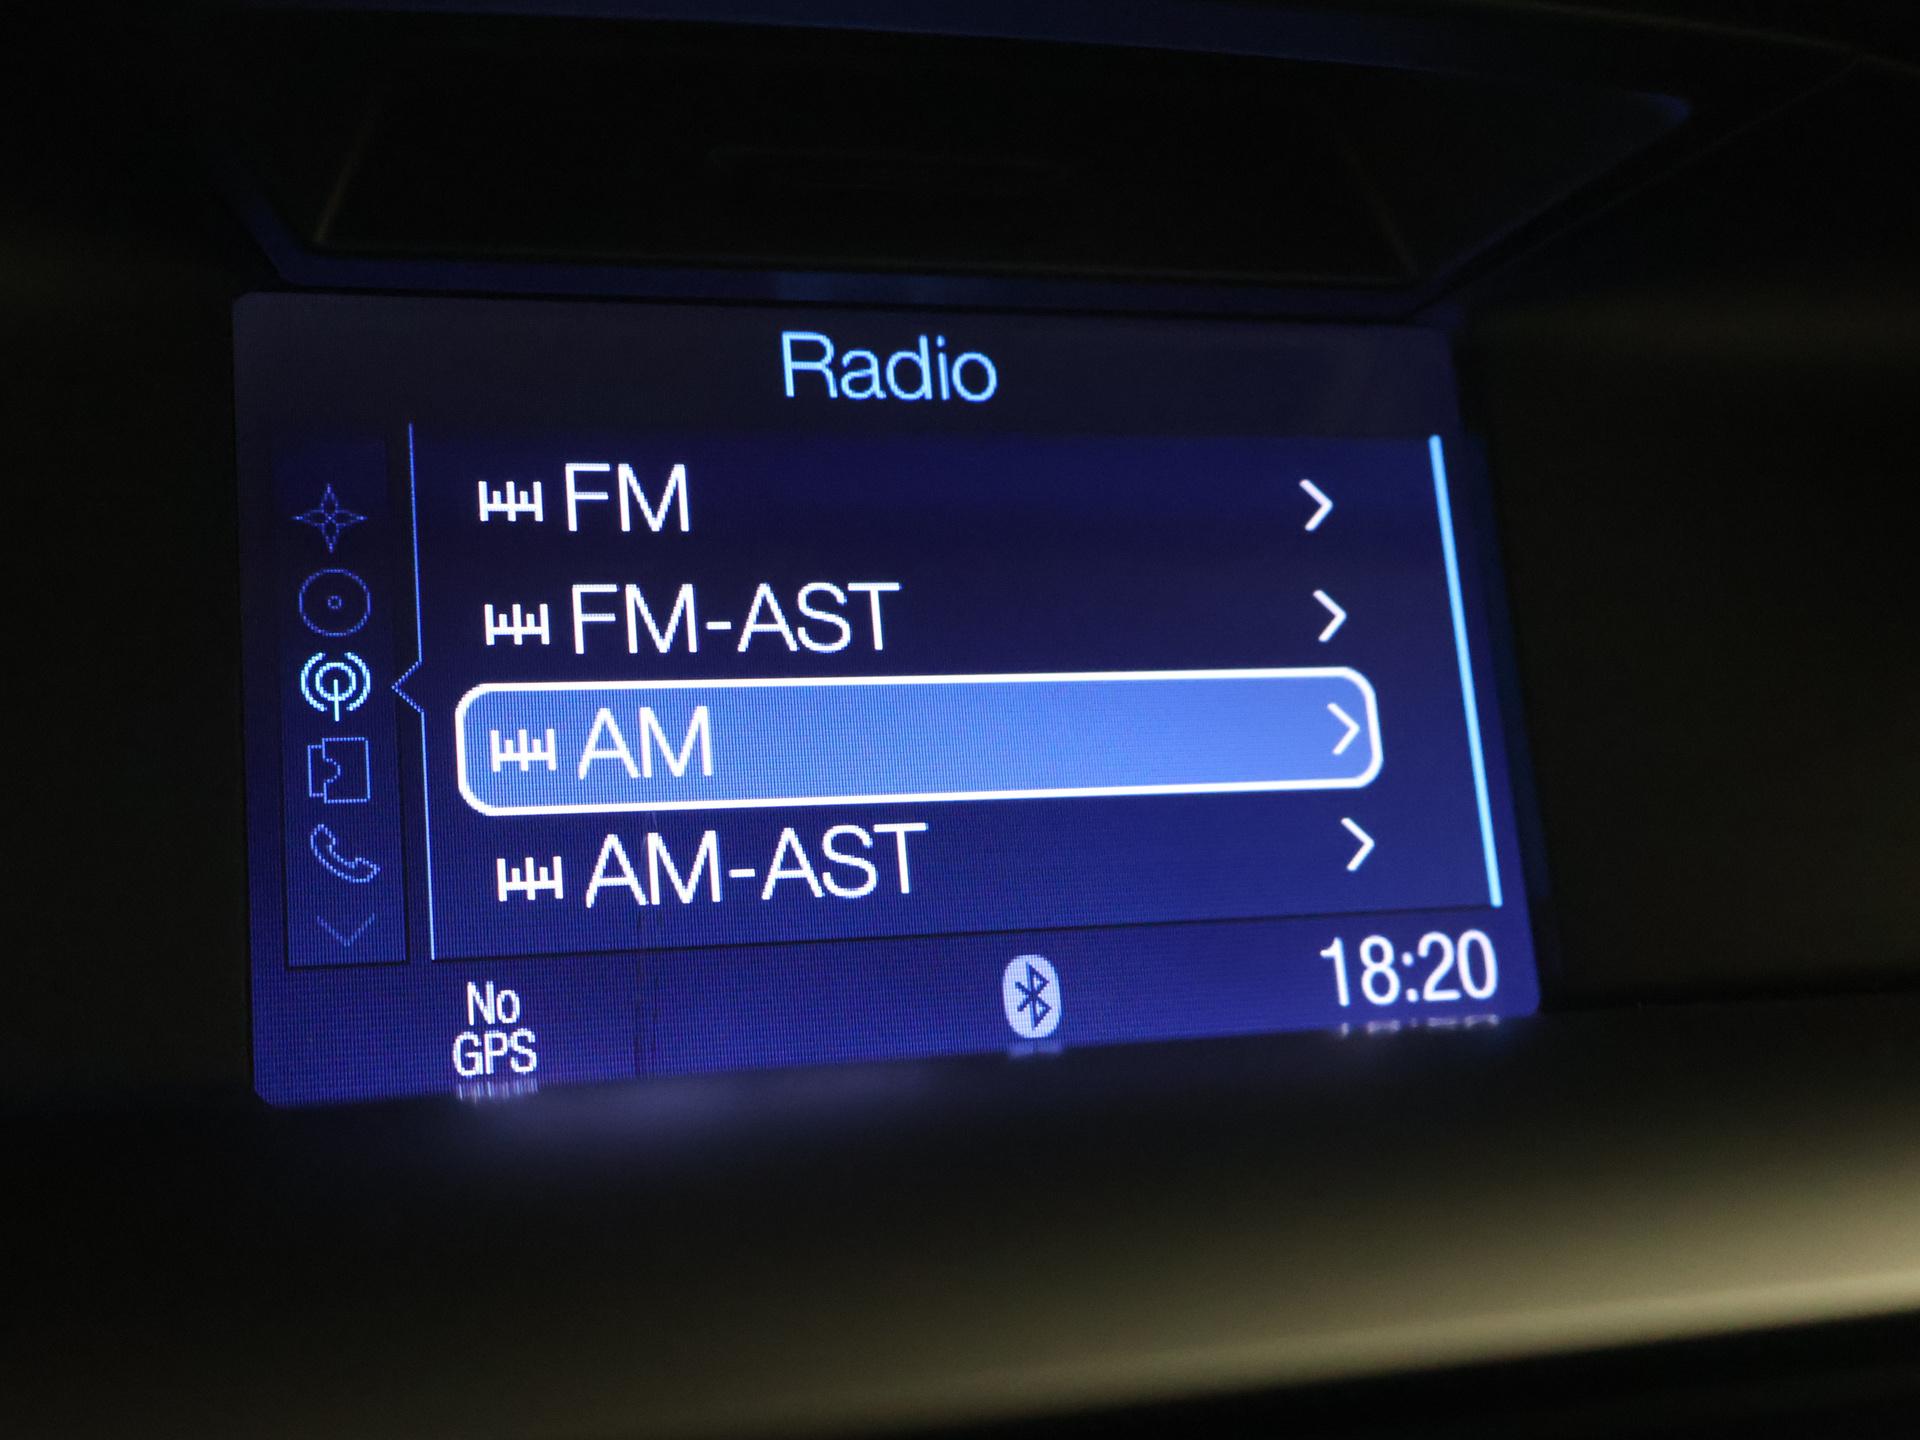 Radio
FM
FM-AST
AM
AM-AST
No
GPS
18:20